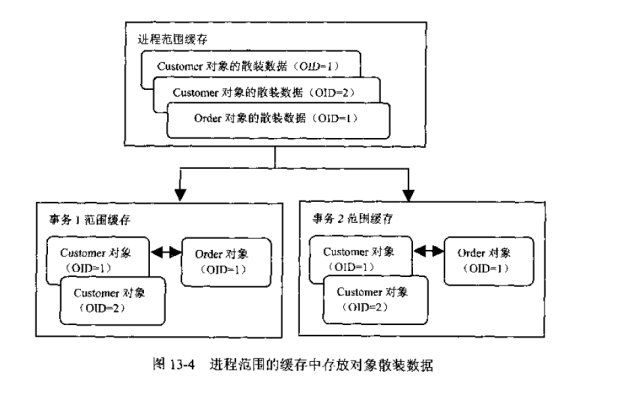 进程范围缓存
Customer 对象的散装数据（OID=1）
Customer 对象的散装数据（OID=2）
Order 对象的散装数据（OID=1）
事务 1 范围缓存
Customer 对象
（OID=1）
Order 对象
（OID=1）
Customer 对象
（OID=2）
事务 2 范围缓存
Customer 对象
（OID=1）
Order 对象
（OID=1）
Customer 对象
（OID=2）
图 13-4 进程范围的缓存中存放对象散装数据